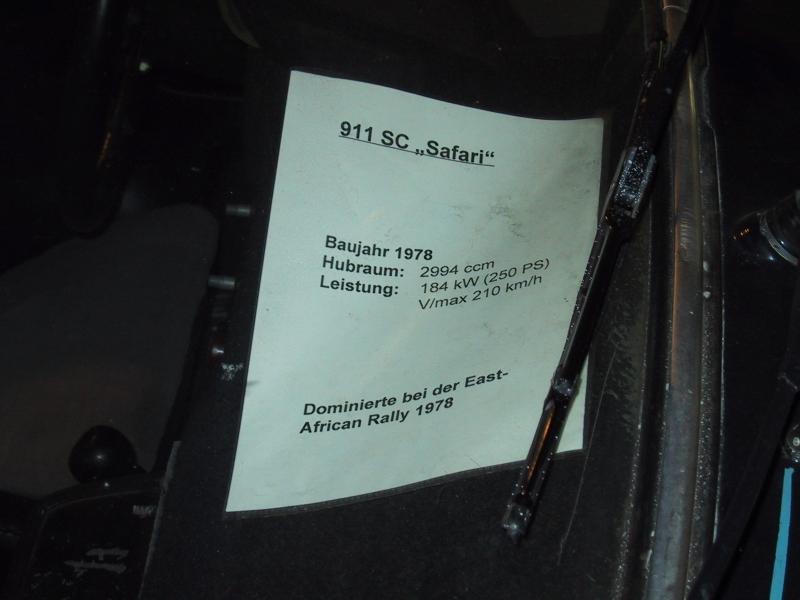 911 SC „Safari“
Baujahr 1978
Hubraum: 2994 ccm
Leistung: 184 kW (250 PS)
V/max 210 km/h
Dominierte bei der East-
African Rally 1978